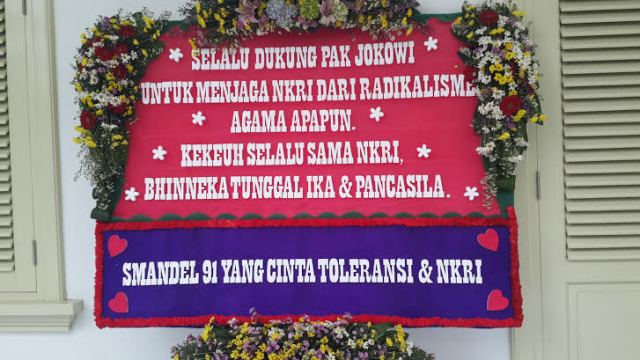 SELALU DUKUNG PAK JOKOWI
UNTUK MENJAGA NKRI DARI RADIKALISME
AGAMA APAPUN.
KEKEUH SELALU SAMA NKRI,
BHINNEKA TUNGGAL IKA & PANCASILA.
SMANDEL 91 YANG CINTA TOLERANSI & NKRI